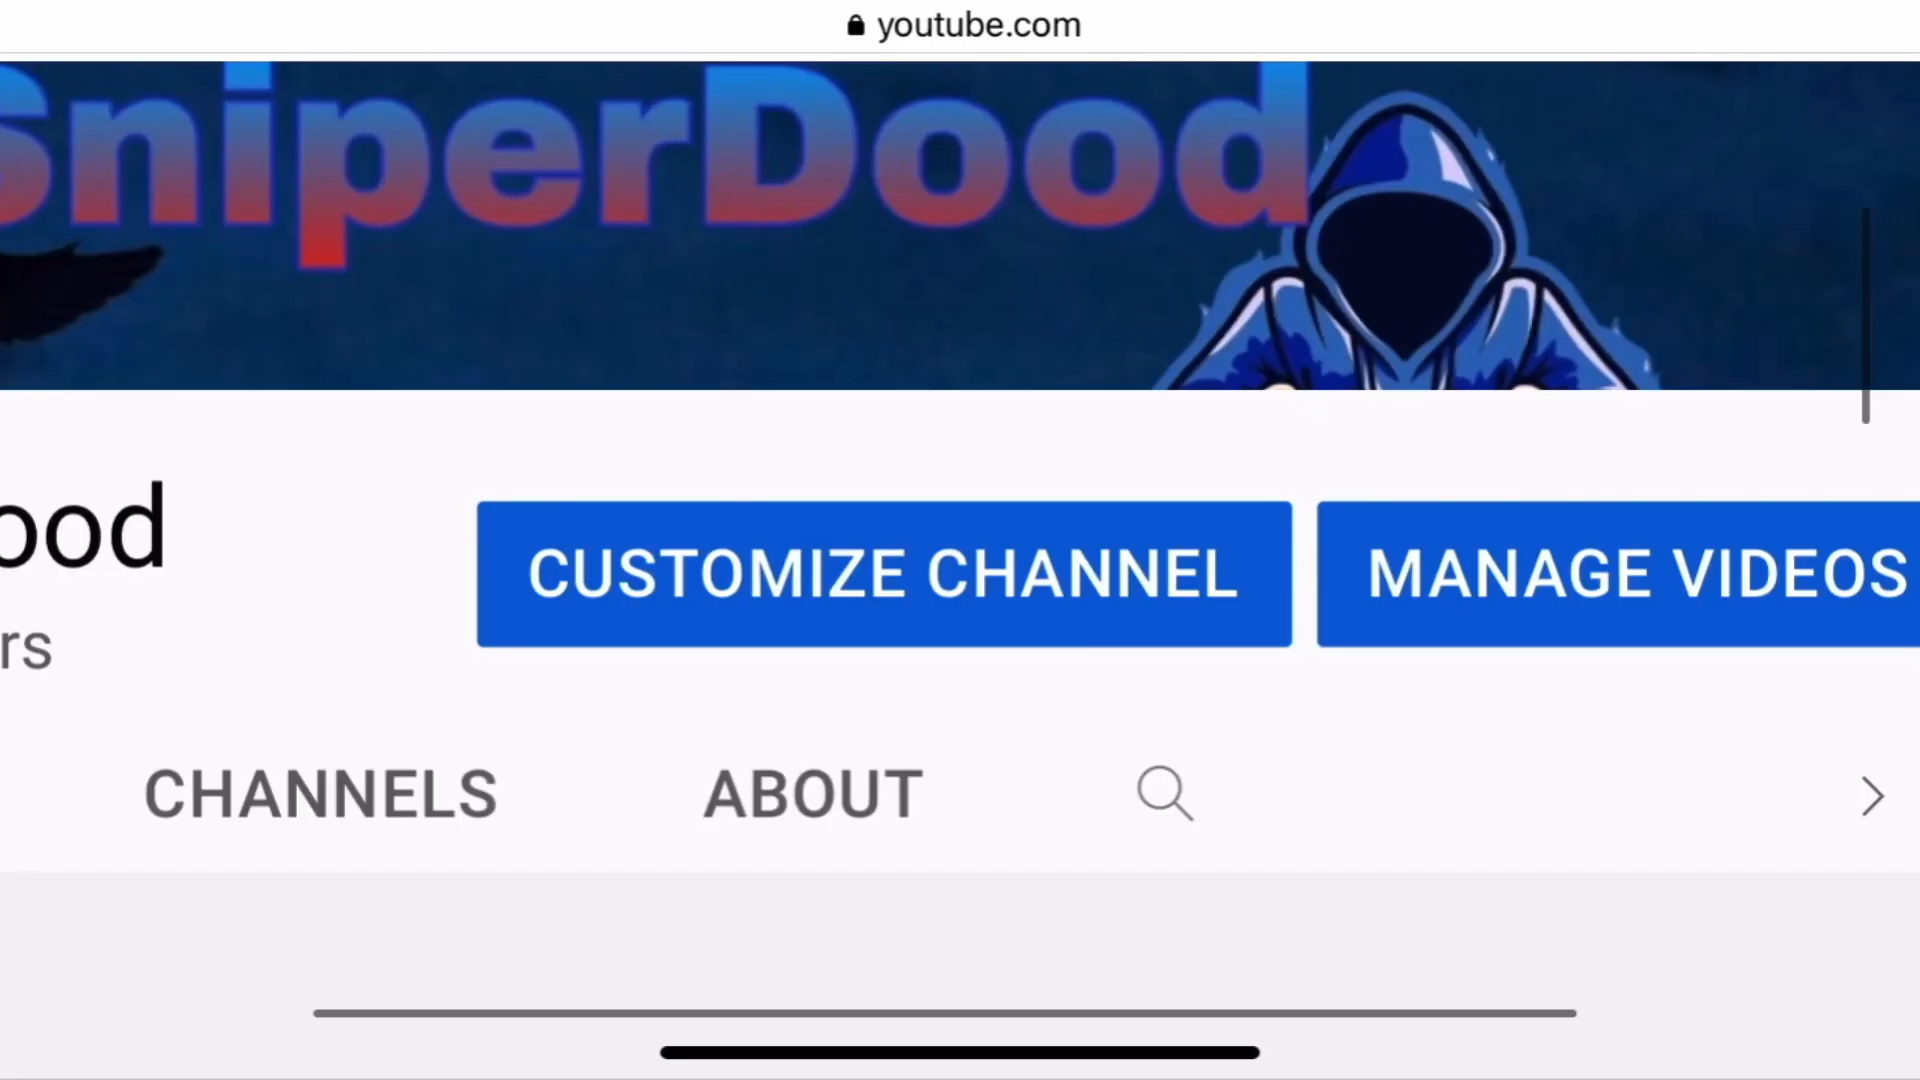 youtube.com
SniperDood
ood
rs
CUSTOMIZE CHANNEL
MANAGE VIDEOS
CHANNELS
ABOUT